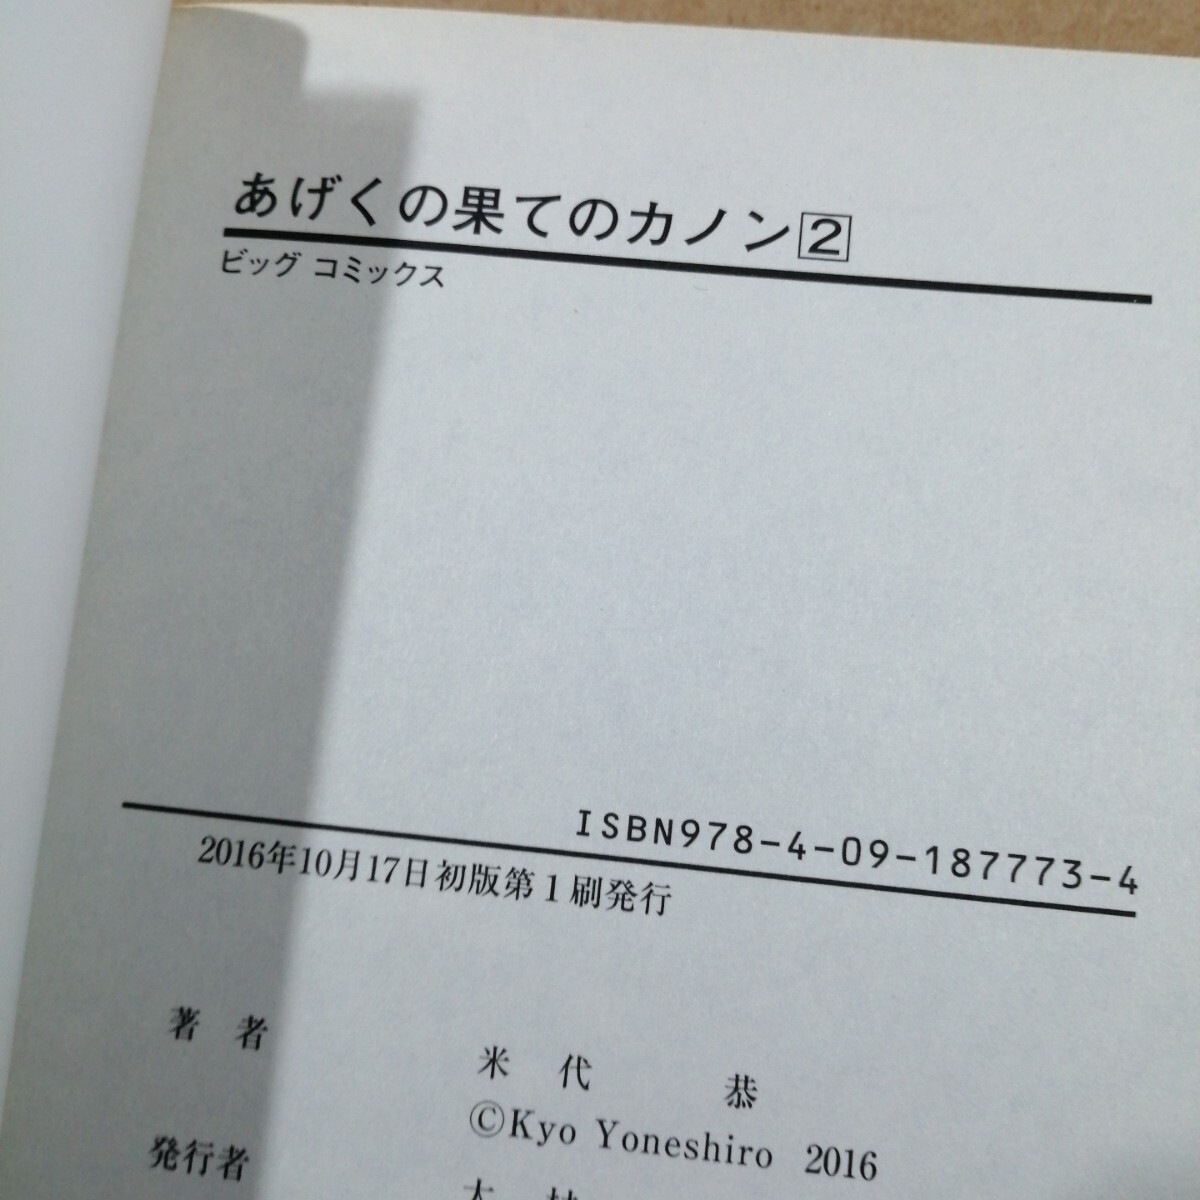 あげくの果てのカノン 2
ビッグ コミックス
ISBN978-4-09-187773-4
2016年10月17日初版第1刷発行
著 者
米 代 恭
©Kyo Yoneshiro 2016
発行者